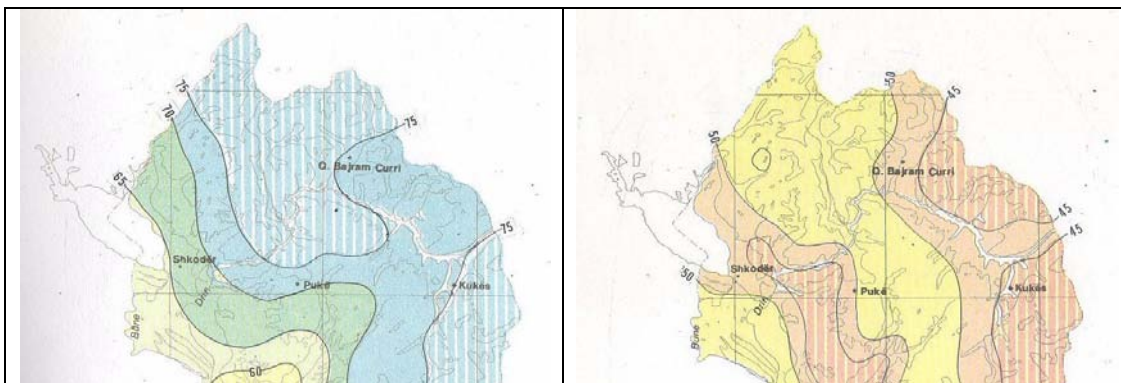 75
75
70
65
Q. Bajram Curri
75
Shkodër
Pukë
Kukës
Drin
Bunë
60
50
45
50
Q. Bajram Curri
45
45
Shkodër
50
Pukë
Kukës
Drin
Bunë